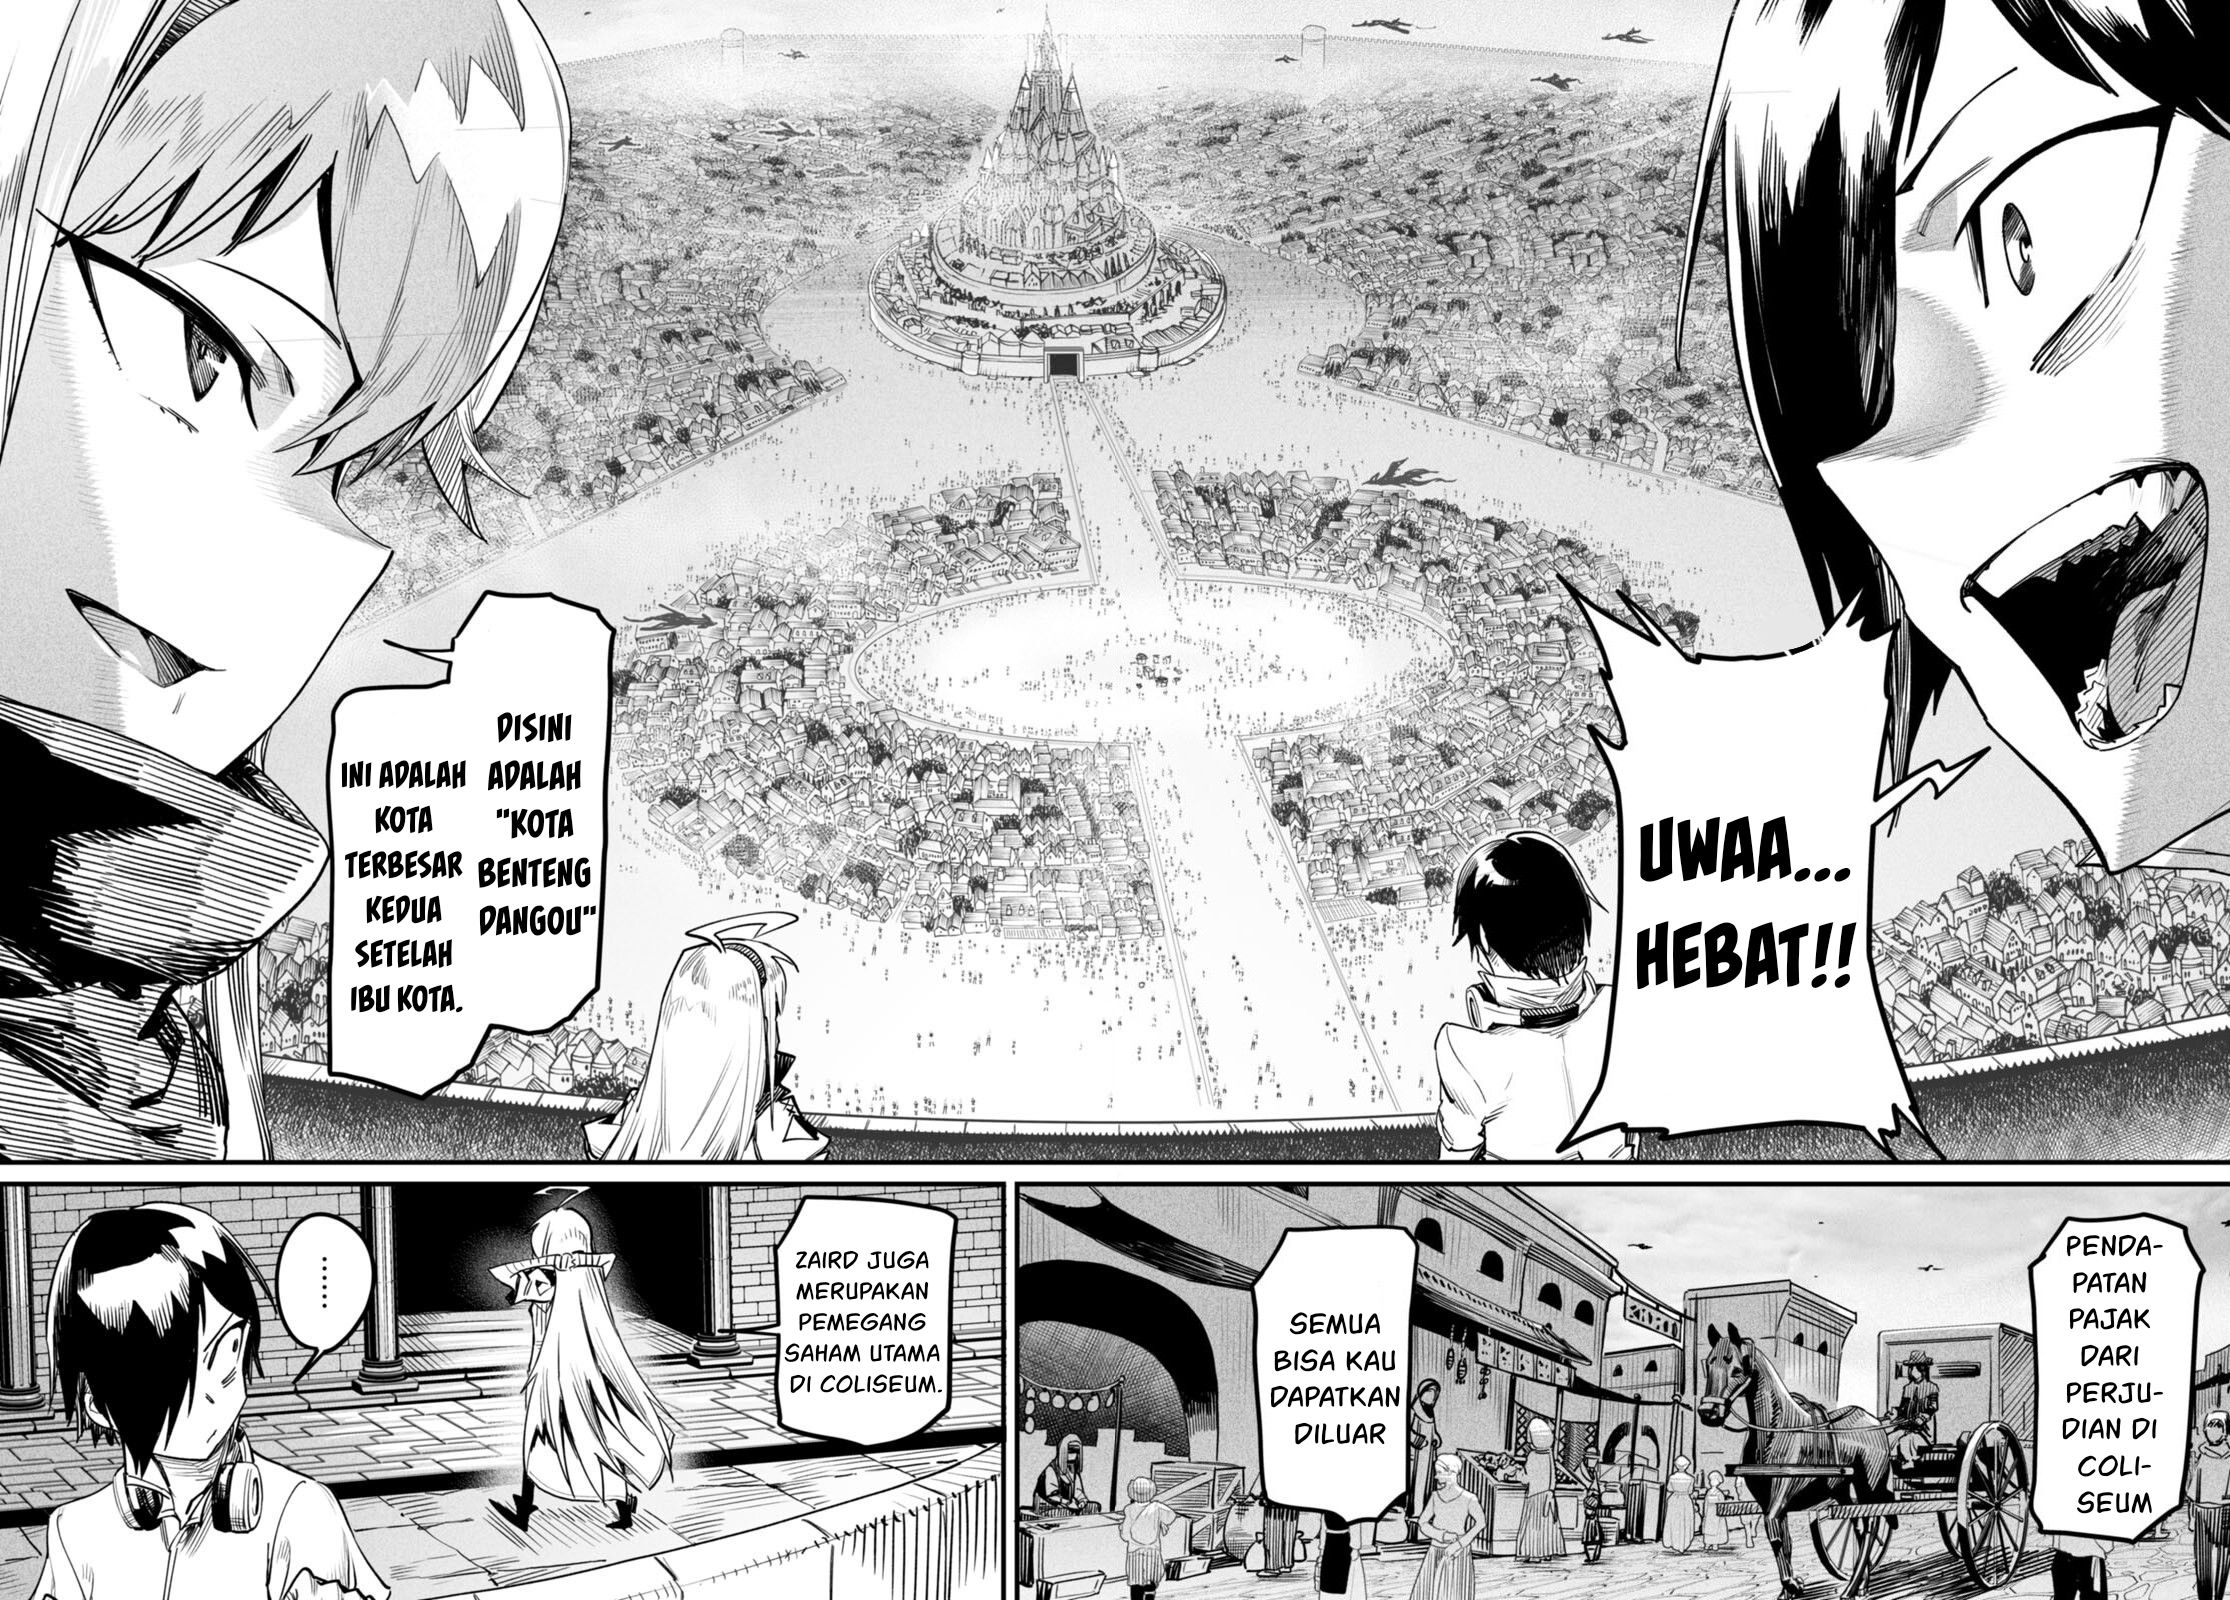 UWAA...
HEBAT!!
DISINI
ADALAH
"KOTA
BENTENG
DANGOU"
INI ADALAH
KOTA
TERBESAR
KEDUA
SETELAH
IBU KOTA.
PENDA-
PATAN
PAJAK
DARI
PERJU-
DIAN DI
COLI-
SEUM
SEMUA
BISA KAU
DAPATKAN
DILUAR
ZAIRD JUGA
MERUPAKAN
PEMEGANG
SAHAM UTAMA
DI COLISEUM.
......